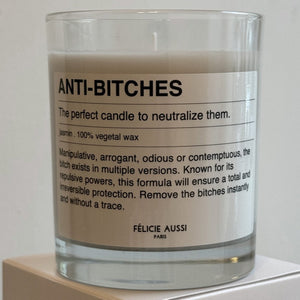 ANTI-BITCHES
The perfect candle to neutralize them.
jasmin . 100% vegetal wax
Manipulative, arrogant, odious or contemptuous, the
bitch exists in multiple versions. Known for its
repulsive powers, this formula will ensure a total and
irreversible protection. Remove the bitches instantly
and without a trace.
FÉLICIE AUSSI
PARIS